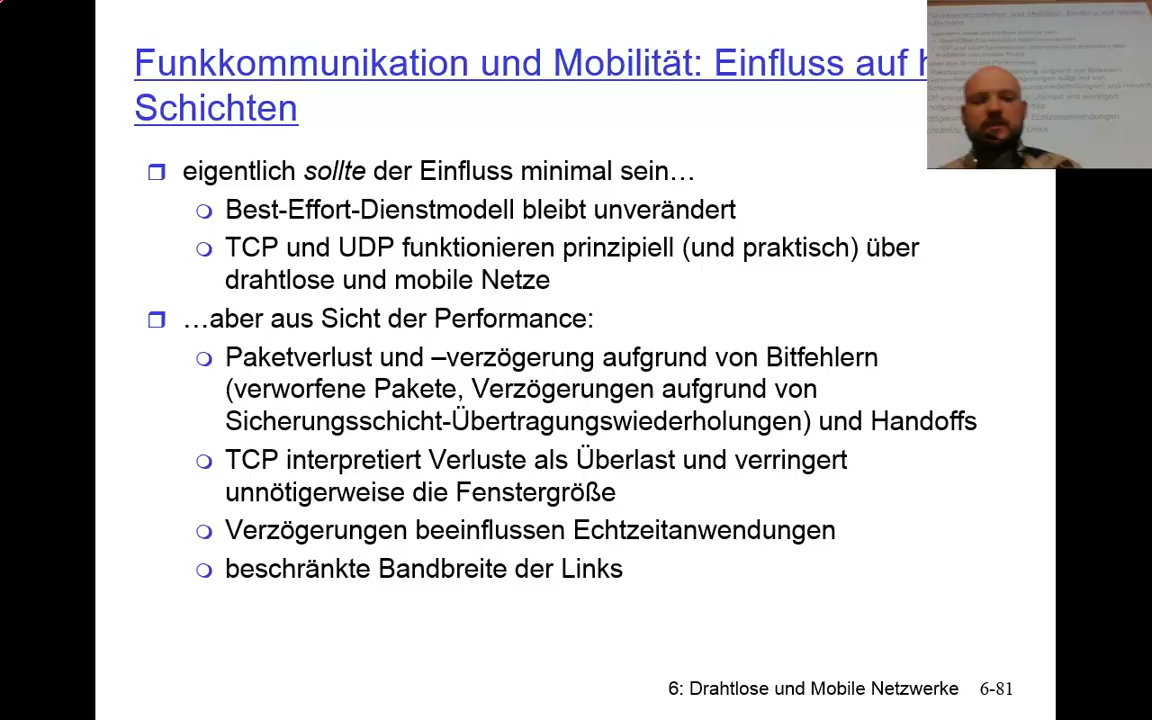 Funkkommunikation und Mobilität: Einfluss auf
Schichten
eigentlich sollte der Einfluss minimal sein…
Best-Effort-Dienstmodell bleibt unverändert
TCP und UDP funktionieren prinzipiell (und praktisch) über
drahtlose und mobile Netze
…aber aus Sicht der Performance:
Paketverlust und –verzögerung aufgrund von Bitfehlern
(verworfene Pakete, Verzögerungen aufgrund von
Sicherungsschicht-Übertragungswiederholungen) und Handoffs
TCP interpretiert Verluste als Überlast und verringert
unnötigerweise die Fenstergröße
Verzögerungen beeinflussen Echtzeitanwendungen
beschränkte Bandbreite der Links
6: Drahtlose und Mobile Netzwerke 6-81